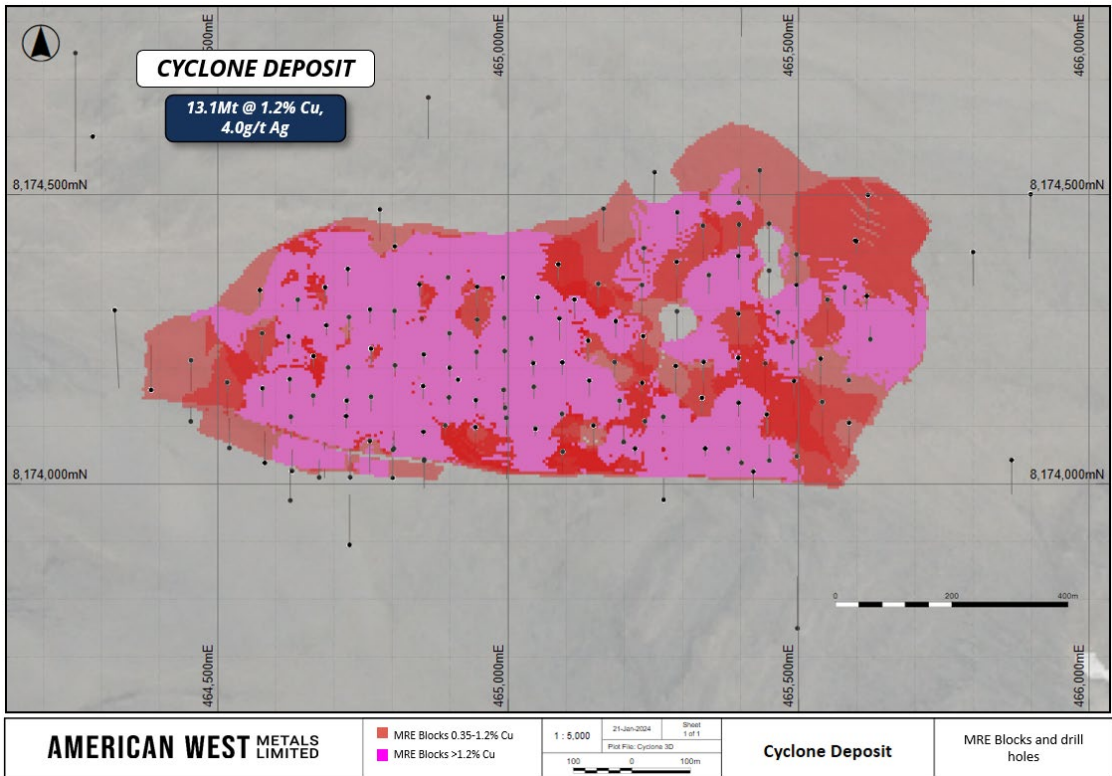 CYCLONE DEPOSIT
13.1Mt @ 1.2% Cu,
4.0g/t Ag
500mE
465,000mE
465,500mE
466,000mE
8,174,500mN
8,174,500mN
8,174,000mN
8,174,000mN
0
200
400m
464,500mE
465,000mE
465,500mE
466,000mE
AMERICAN WEST METALS
LIMITED
MRE Blocks 0.35-1.2% Cu
MRE Blocks >1.2% Cu
1 : 5,000
21-Jan-2024
Sheet
1 of 1
Plot File: Cyclone 3D
100
0
100m
Cyclone Deposit
MRE Blocks and drill
holes